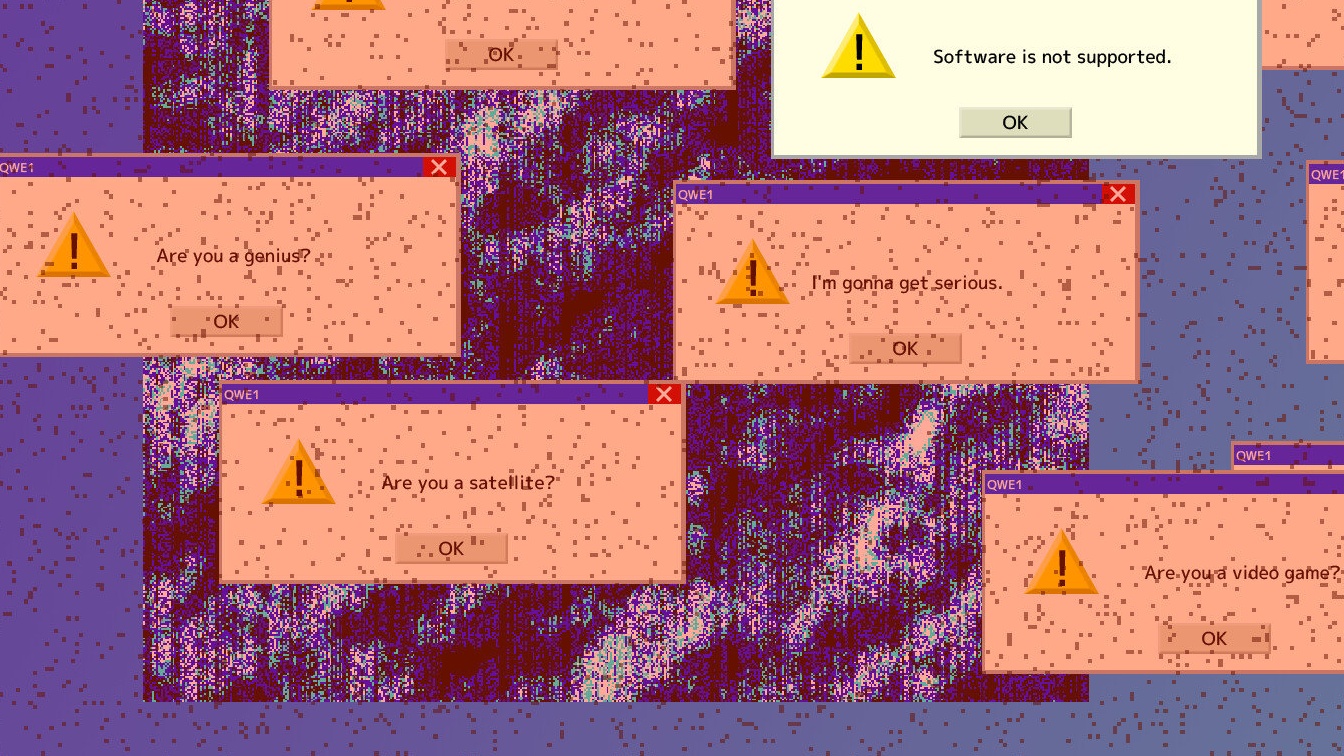 OK
Software is not supported.
OK
QWE1
Are you a genius?
OK
QWE1
I'm gonna get serious.
OK
QWE1
QWE1
Are you a satellite?
OK
QWE1
QWE1
Are you a video game?
OK